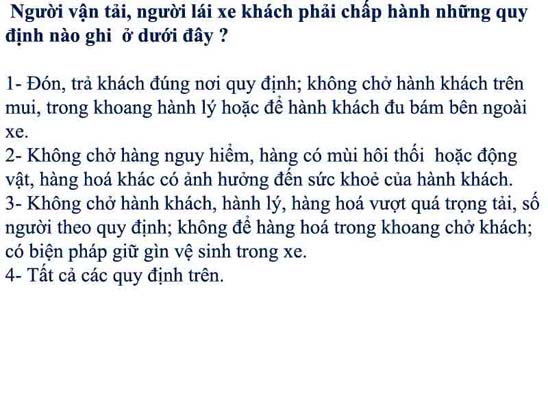 Người vận tải, người lái xe khách phải chấp hành những quy
định nào ghi ở dưới đây ?
1- Đón, trả khách đúng nơi quy định; không chở hành khách trên
mui, trong khoang hành lý hoặc để hành khách đu bám bên ngoài
xe.
2- Không chở hàng nguy hiểm, hàng có mùi hôi thối hoặc động
vật, hàng hoá khác có ảnh hưởng đến sức khoẻ của hành khách.
3- Không chở hành khách, hành lý, hàng hoá vượt quá trọng tải, số
người theo quy định; không để hàng hoá trong khoang chở khách;
có biện pháp giữ gìn vệ sinh trong xe.
4- Tất cả các quy định trên.